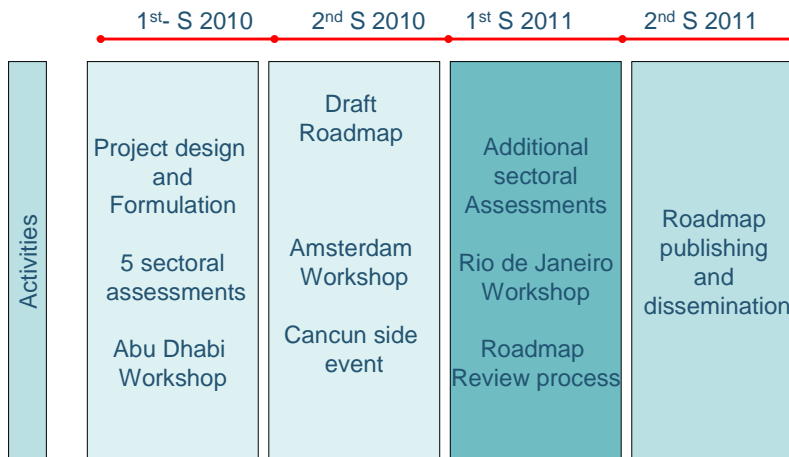 1st- S 2010
2nd S 2010
1st S 2011
2nd S 2011
Activities
Project design
and
Formulation
5 sectoral
assessments
Abu Dhabi
Workshop
Draft
Roadmap
Amsterdam
Workshop
Cancun side
event
Additional
sectoral
Assessments
Rio de Janeiro
Workshop
Roadmap
Review process
Roadmap
publishing
and
dissemination